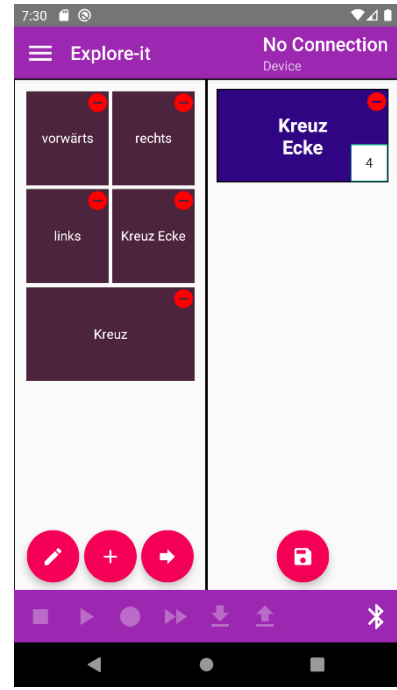 7:30
Explore-it
No Connection
Device
vorwärts
rechts
links
Kreuz Ecke
Kreuz
Kreuz
Ecke
4